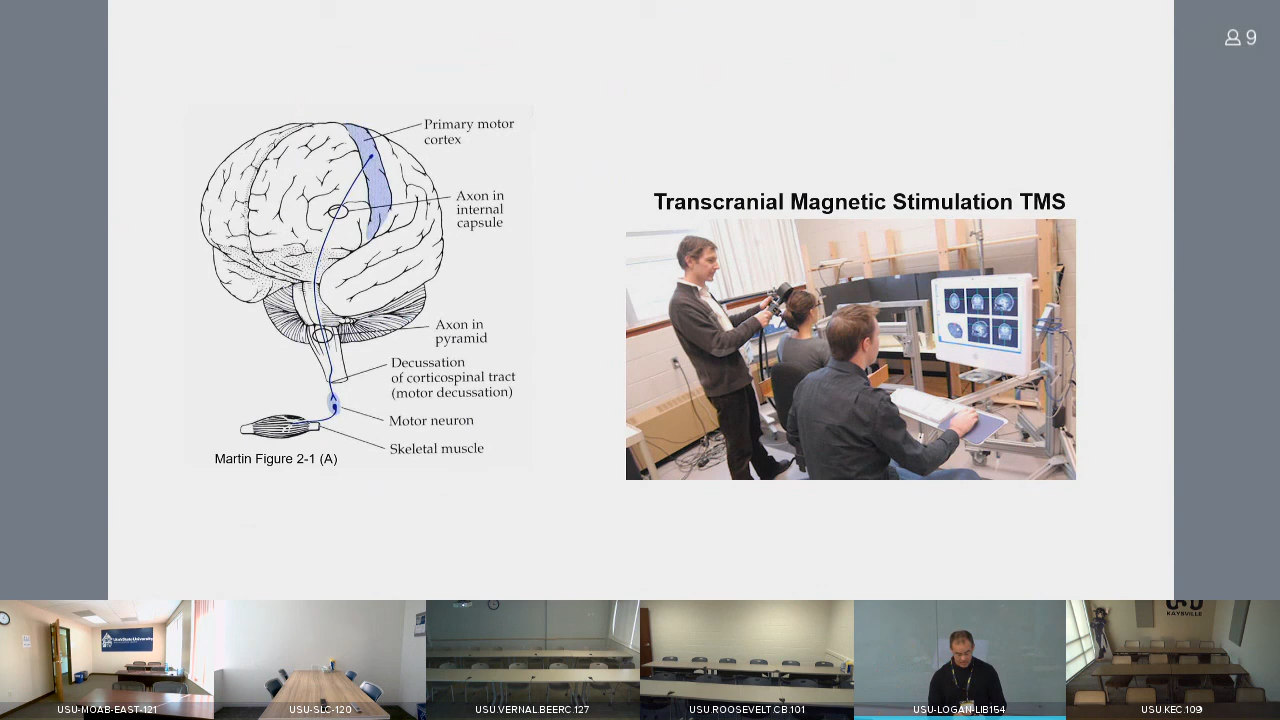 9
Primary motor
cortex
Axon in
internal
capsule
Axon in
pyramid
Decussation
of corticospinal tract
(motor decussation)
Motor neuron
Skeletal muscle
Martin Figure 2-1 (A)
Transcranial Magnetic Stimulation TMS
UtahStateUniversity
KAYSVILLE
USU-MOAB-EAST-121
USU-SLC-120
USU.VERNAL.BEERC.127
USU.ROOSEVELT.CB.101
USU-LOGAN-LIB154
USU.KEC.109